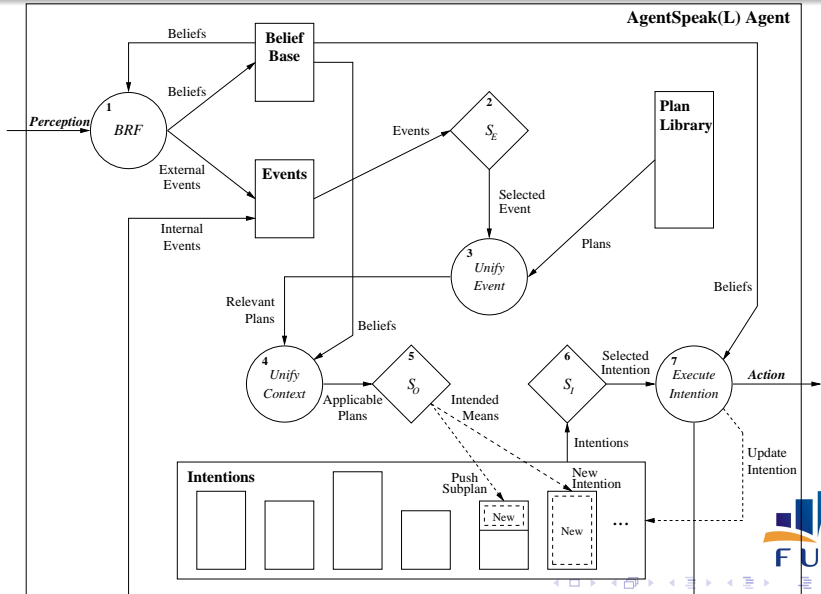 AgentSpeak(L) Agent
Beliefs
Belief
Base
1
BRF
Perception
Beliefs
External
Events
Events
Internal
Events
Events
2
S_E
Selected
Event
Plan
Library
Plans
3
Unify
Event
Relevant
Plans
Beliefs
Beliefs
4
Unify
Context
Applicable
Plans
5
S_O
Intended
Means
6
S_I
Selected
Intention
7
Execute
Intention
Action
Intentions
Update
Intention
Intentions
Push
Subplan
New
Intention
New
New
...
F U